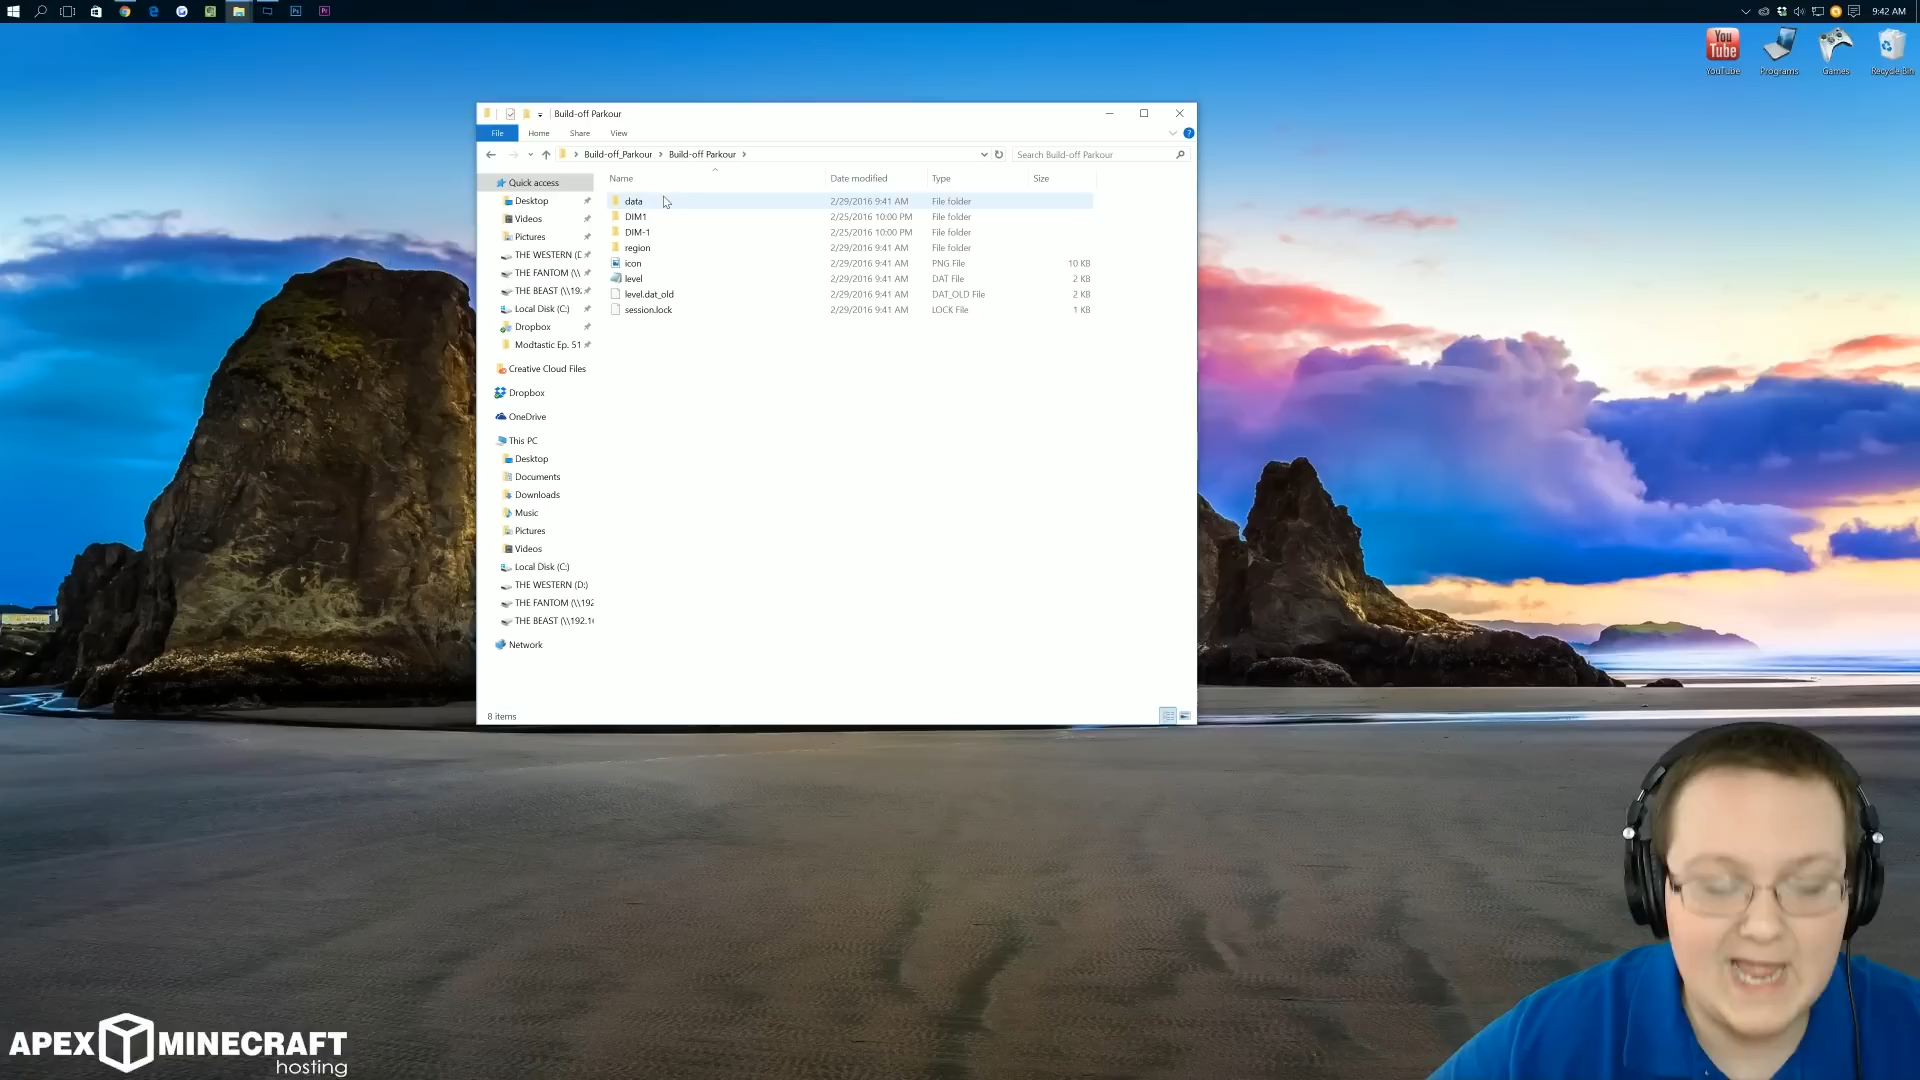 9:42 AM
YouTube
Programs
Games
Recycle Bin
Build-off Parkour
File Home Share View
Build-off_Parkour Build-off Parkour
Search Build-off Parkour
Name Date modified Type Size
Quick access
Desktop
Videos
Pictures
THE WESTERN (D
THE FANTOM (\\
THE BEAST (\\19.
Local Disk (C:)
Dropbox
Modtastic Ep. 51
Creative Cloud Files
Dropbox
OneDrive
This PC
Desktop
Documents
Downloads
Music
Pictures
Videos
Local Disk (C:)
THE WESTERN (D:)
THE FANTOM (\\192
THE BEAST (\\192.16
Network
data 2/29/2016 9:41 AM File folder
DIM1 2/25/2016 10:00 PM File folder
DIM-1 2/25/2016 10:00 PM File folder
region 2/29/2016 9:41 AM File folder
icon 2/29/2016 9:41 AM PNG File 10 KB
level 2/29/2016 9:41 AM DAT File 2 KB
level.dat_old 2/29/2016 9:41 AM DAT_OLD File 2 KB
session.lock 2/29/2016 9:41 AM LOCK File 1 KB
8 items
APEX MINECRAFT
hosting